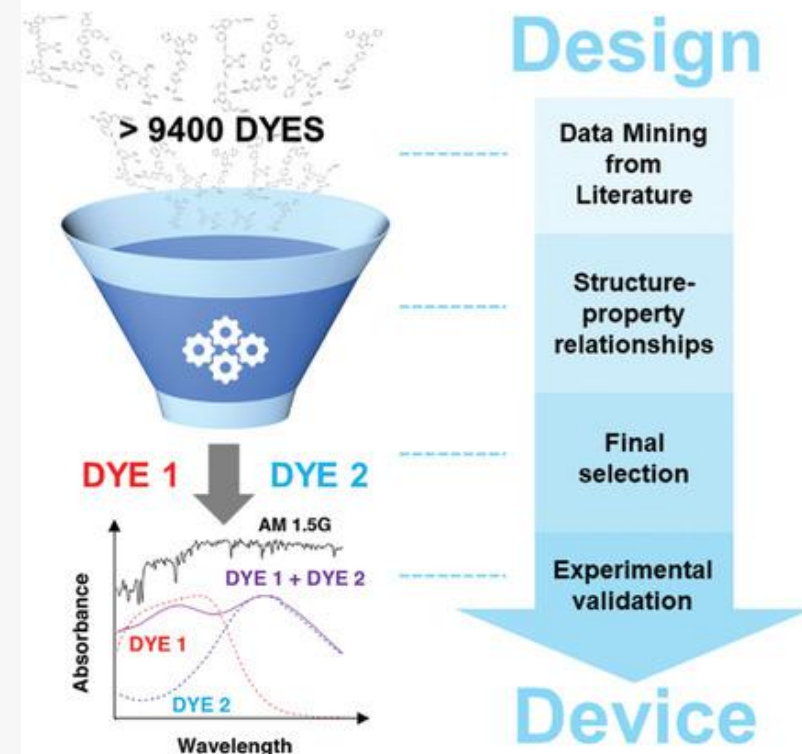 Design
> 9400 DYES
Data Mining
from
Literature
Structure-
property
relationships
DYE 1
DYE 2
Final
selection
AM 1.5G
DYE 1 + DYE 2
DYE 1
DYE 2
Absorbance
Wavelength
Experimental
validation
Device